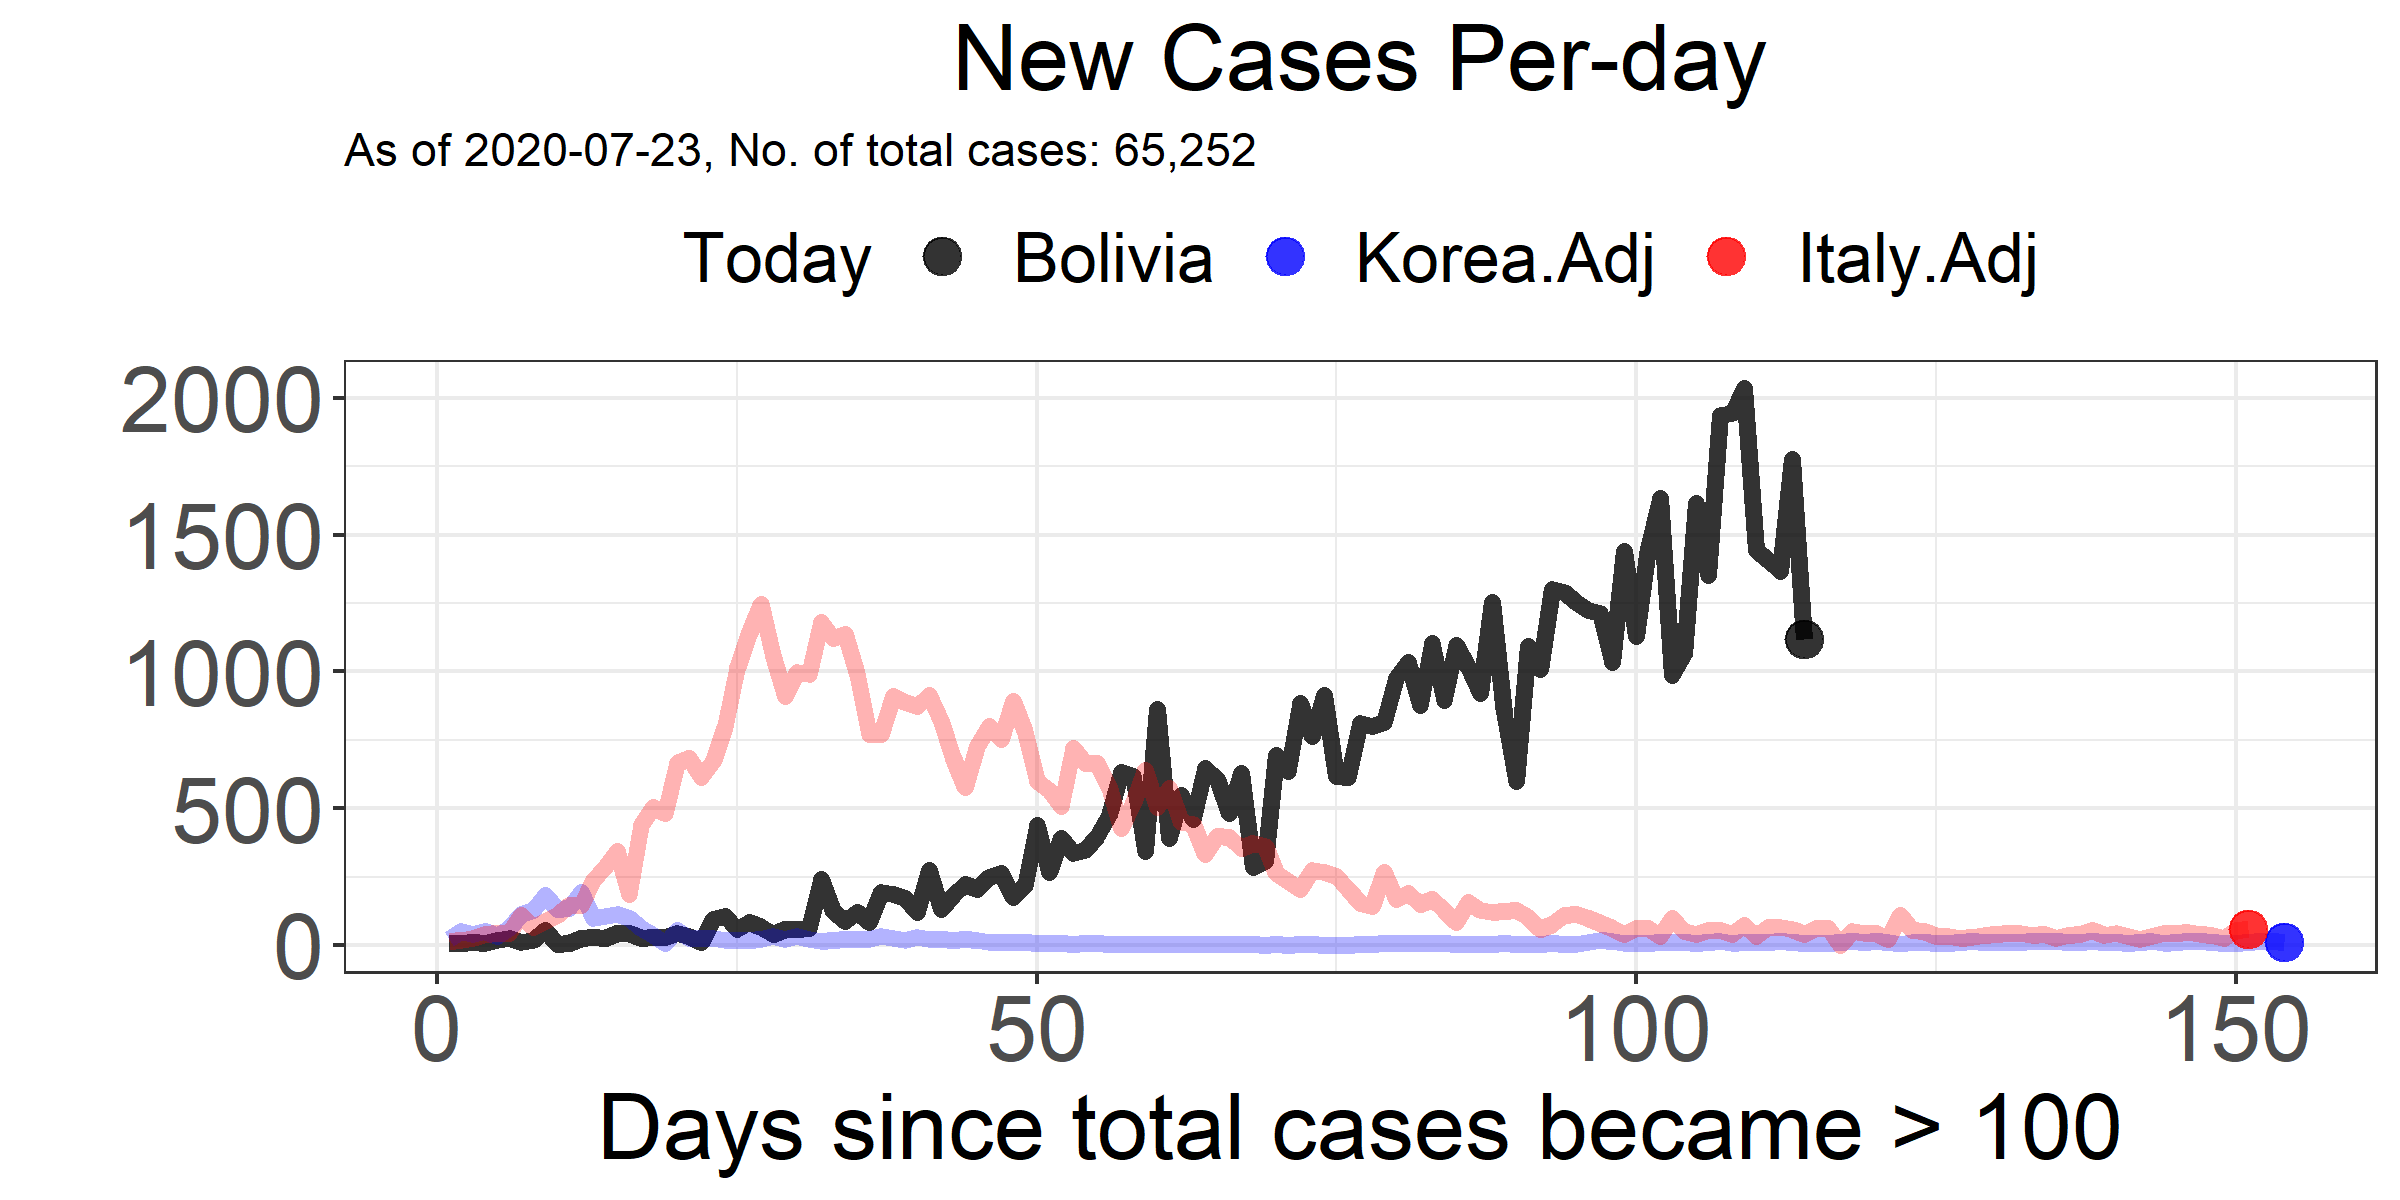 New Cases Per-day
As of 2020-07-23, No. of total cases: 65,252
Today Bolivia Korea.Adj Italy.Adj
2000
1500
1000
500
0
0 50 100 150
Days since total cases became > 100